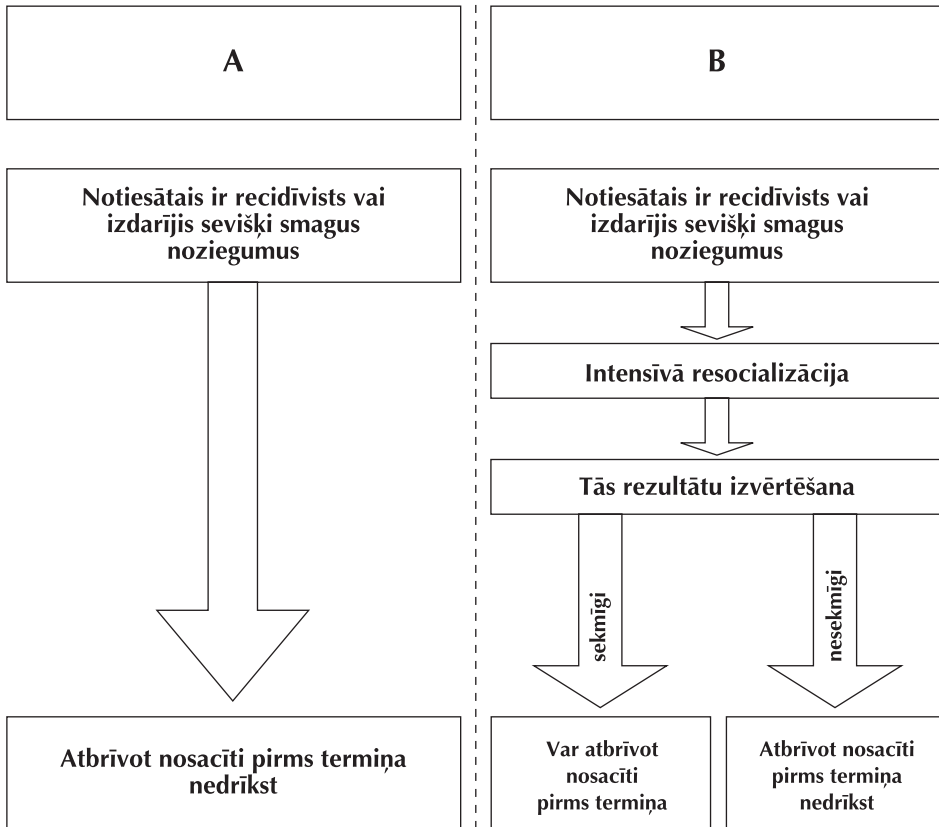 A
Notiesātais ir recidīvists vai
izdarījis sevišķi smagus
noziegumus
Atbrīvot nosacīti pirms termiņa
nedrīkst
B
Notiesātais ir recidīvists vai
izdarījis sevišķi smagus
noziegumus
Intensīvā resocializācija
Tās rezultātu izvērtēšana
sekmīgi
nesekmīgi
Var atbrīvot
nosacīti
pirms termiņa
Atbrīvot nosacīti
pirms termiņa
nedrīkst